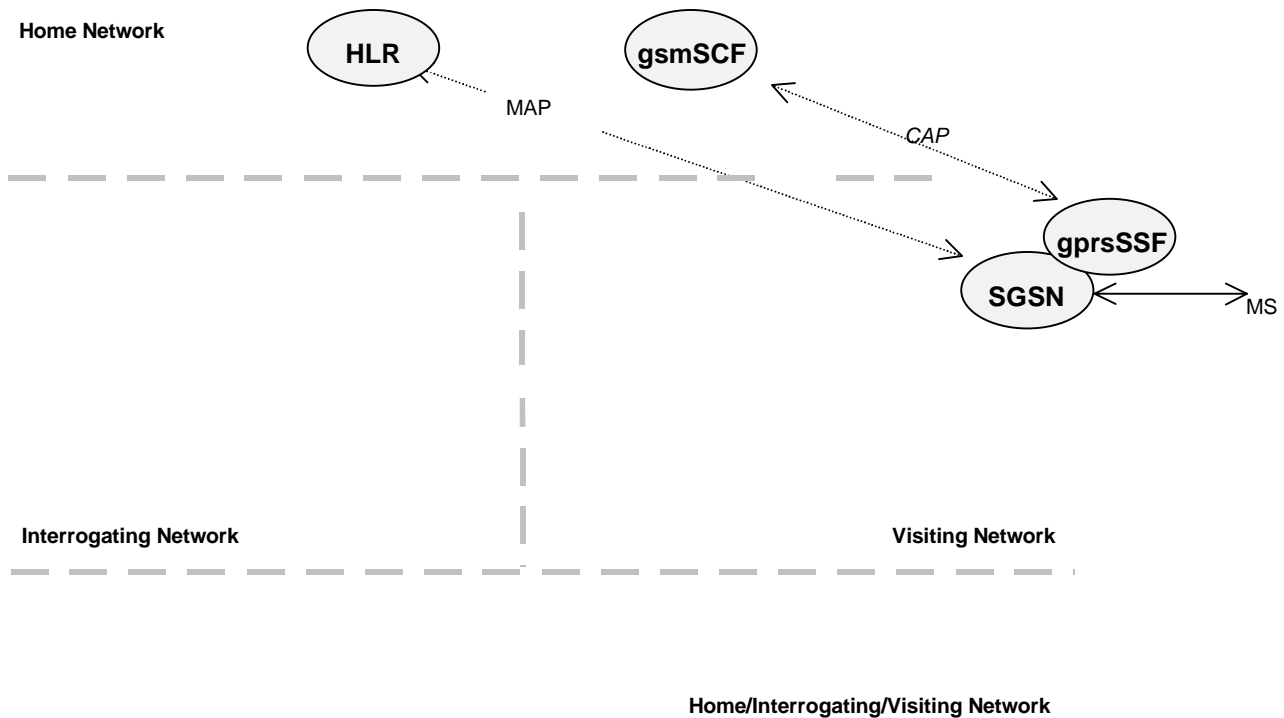 Home Network
HLR
gsmSCF
MAP
CAP
gprsSSF
SGSN
MS
Interrogating Network
Visiting Network
Home/Interrogating/Visiting Network